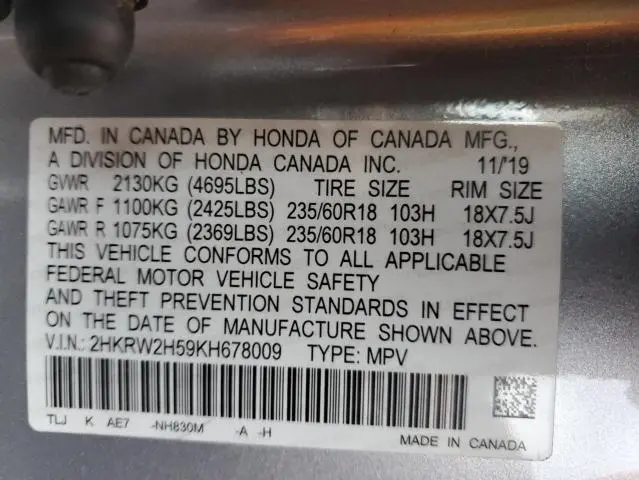 MFD. IN CANADA BY HONDA OF CANADA MFG.,
A DIVISION OF HONDA CANADA INC. 11/'19
GVWR 2130KG (4695LBS) TIRE SIZE RIM SIZE
GAWR F 1100KG (2425LBS) 235/60R18 103H 18X7.5J
GAWR R 1075KG (2369LBS) 235/60R18 103H 18X7.5J
THIS VEHICLE CONFORMS TO ALL APPLICABLE
FEDERAL MOTOR VEHICLE SAFETY
AND THEFT PREVENTION STANDARDS IN EFFECT
ON THE DATE OF MANUFACTURE SHOWN ABOVE.
V.I.N.: 2HKRW2H59KH678009 TYPE: MPV
TLJ K AE7 -NH830M -A -H
MADE IN CANADA